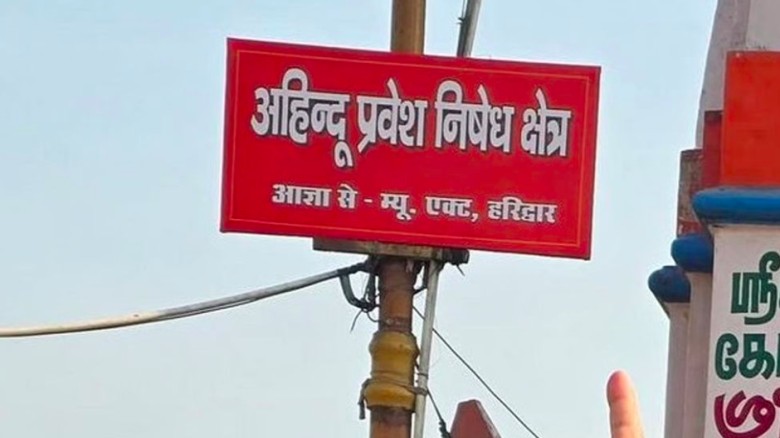 अहिन्दू प्रवेश निषेध क्षेत्र
आज्ञा से - म्यू. एक्ट, हरिद्वार